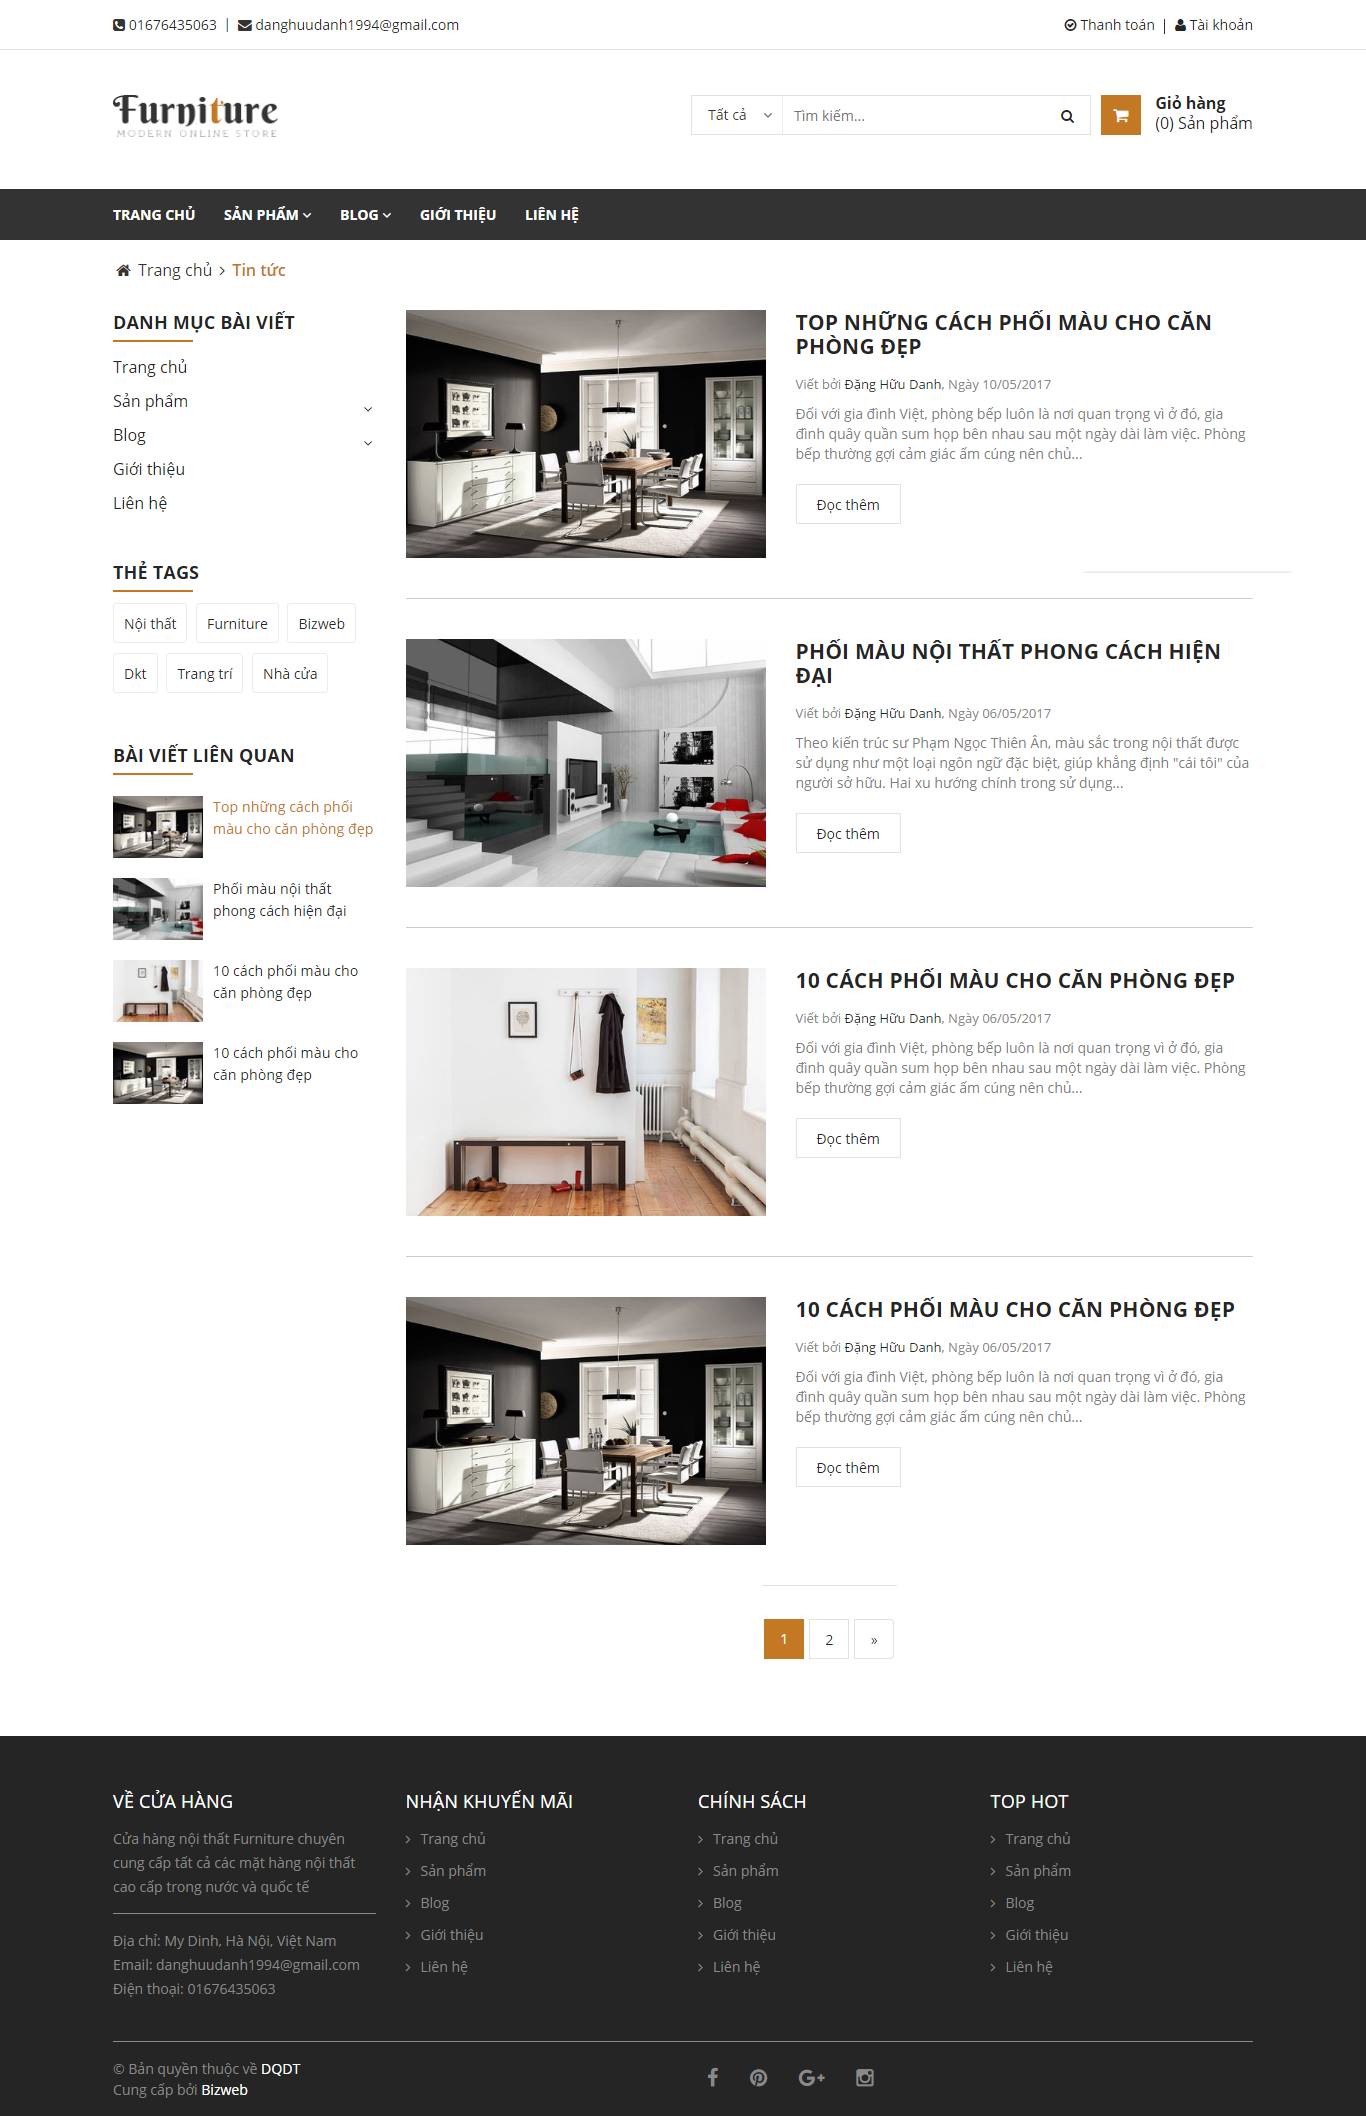 01676435063 | danghuudanh1994@gmail.com
Thanh toán | Tài khoản
Furniture
MODERN ONLINE STORE
Tất cả
Tìm kiếm...
Giỏ hàng
(0) Sản phẩm
TRANG CHỦ SẢN PHẨM BLOG GIỚI THIỆU LIÊN HỆ
Trang chủ > Tin tức
DANH MỤC BÀI VIẾT
Trang chủ
Sản phẩm
Blog
Giới thiệu
Liên hệ
THẺ TAGS
Nội thất Furniture Bizweb
Dkt Trang trí Nhà cửa
BÀI VIẾT LIÊN QUAN
Top những cách phối
màu cho căn phòng đẹp
Phối màu nội thất
phong cách hiện đại
10 cách phối màu cho
căn phòng đẹp
10 cách phối màu cho
căn phòng đẹp
TOP NHỮNG CÁCH PHỐI MÀU CHO CĂN
PHÒNG ĐẸP
Viết bởi Đặng Hữu Danh, Ngày 10/05/2017
Đối với gia đình Việt, phòng bếp luôn là nơi quan trọng vì ở đó, gia
đình quây quần sum họp bên nhau sau một ngày dài làm việc. Phòng
bếp thường gợi cảm giác ấm cúng nên chủ...
Đọc thêm
PHỐI MÀU NỘI THẤT PHONG CÁCH HIỆN
ĐẠI
Viết bởi Đặng Hữu Danh, Ngày 06/05/2017
Theo kiến trúc sư Phạm Ngọc Thiên Ân, màu sắc trong nội thất được
sử dụng như một loại ngôn ngữ đặc biệt, giúp khẳng định "cái tôi" của
người sở hữu. Hai xu hướng chính trong sử dụng...
Đọc thêm
10 CÁCH PHỐI MÀU CHO CĂN PHÒNG ĐẸP
Viết bởi Đặng Hữu Danh, Ngày 06/05/2017
Đối với gia đình Việt, phòng bếp luôn là nơi quan trọng vì ở đó, gia
đình quây quần sum họp bên nhau sau một ngày dài làm việc. Phòng
bếp thường gợi cảm giác ấm cúng nên chủ...
Đọc thêm
10 CÁCH PHỐI MÀU CHO CĂN PHÒNG ĐẸP
Viết bởi Đặng Hữu Danh, Ngày 06/05/2017
Đối với gia đình Việt, phòng bếp luôn là nơi quan trọng vì ở đó, gia
đình quây quần sum họp bên nhau sau một ngày dài làm việc. Phòng
bếp thường gợi cảm giác ấm cúng nên chủ...
Đọc thêm
1 2 »
VỀ CỬA HÀNG
Cửa hàng nội thất Furniture chuyên
cung cấp tất cả các mặt hàng nội thất
cao cấp trong nước và quốc tế
Địa chỉ: My Dinh, Hà Nội, Việt Nam
Email: danghuudanh1994@gmail.com
Điện thoại: 01676435063
NHẬN KHUYẾN MÃI
Trang chủ
Sản phẩm
Blog
Giới thiệu
Liên hệ
CHÍNH SÁCH
Trang chủ
Sản phẩm
Blog
Giới thiệu
Liên hệ
TOP HOT
Trang chủ
Sản phẩm
Blog
Giới thiệu
Liên hệ
© Bản quyền thuộc về DQDT
Cung cấp bởi Bizweb